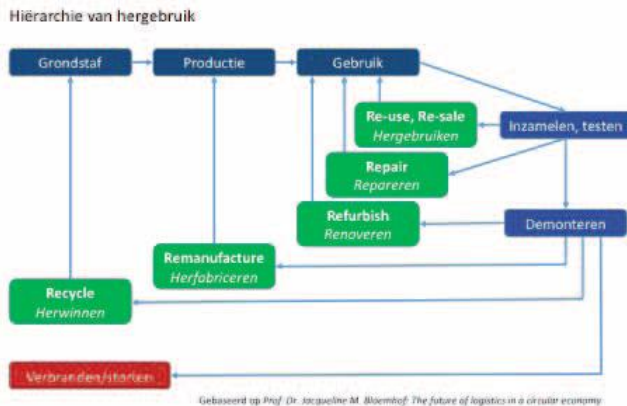 Hiërarchie van hergebruik
Grondstaf
Productie
Gebruik
Re-use, Re-sale
Hergebruiken
Inzamelen, testen
Repair
Repareren
Refurbish
Renoveren
Demonteren
Remanufacture
Herfabriceren
Recycle
Herwinnen
Verbranden/storten
Gebaseerd op Prof. Dr. Jacqueline M. Bloemhof: The future of logistics in a circular economy